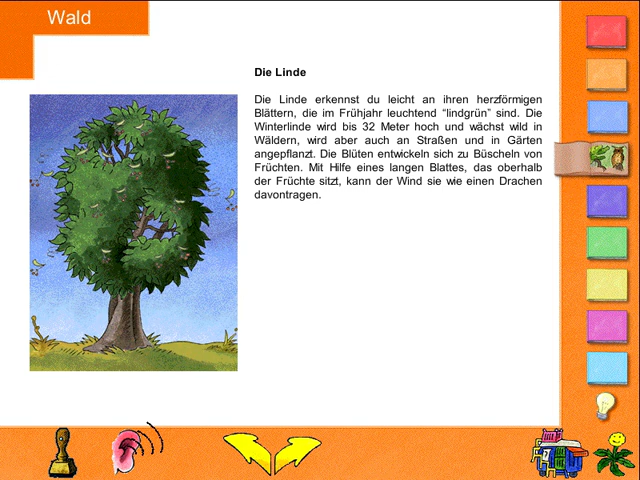 Wald
Die Linde
Die Linde erkennst du leicht an ihren herzförmigen
Blättern, die im Frühjahr leuchtend “lindgrün” sind. Die
Winterlinde wird bis 32 Meter hoch und wächst wild in
Wäldern, wird aber auch an Straßen und in Gärten
angepflanzt. Die Blüten entwickeln sich zu Büscheln von
Früchten. Mit Hilfe eines langen Blattes, das oberhalb
der Früchte sitzt, kann der Wind sie wie einen Drachen
davontragen.